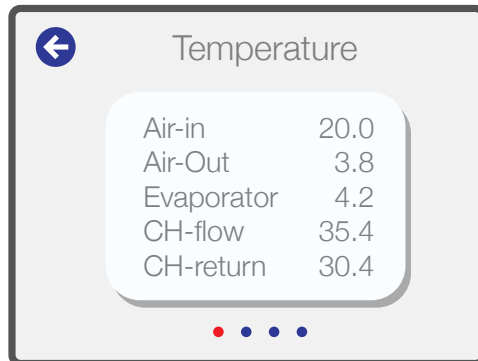 Temperature
Air-in 20.0
Air-Out 3.8
Evaporator 4.2
CH-flow 35.4
CH-return 30.4